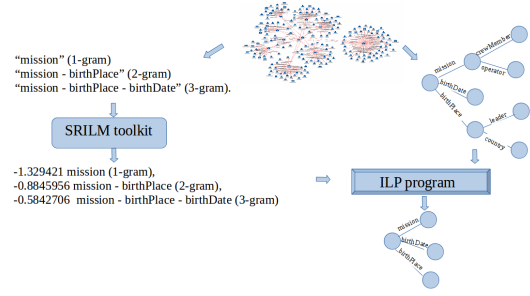 “mission” (1-gram)
“mission - birthPlace” (2-gram)
“mission - birthPlace - birthDate” (3-gram).
SRILM toolkit
-1.329421 mission (1-gram),
-0.8845956 mission - birthPlace (2-gram),
-0.5842706 mission - birthPlace - birthDate (3-gram)
mission
crewMember
operator
birthDate
birthPlace
leader
country
ILP program
mission
birthDate
birthPlace